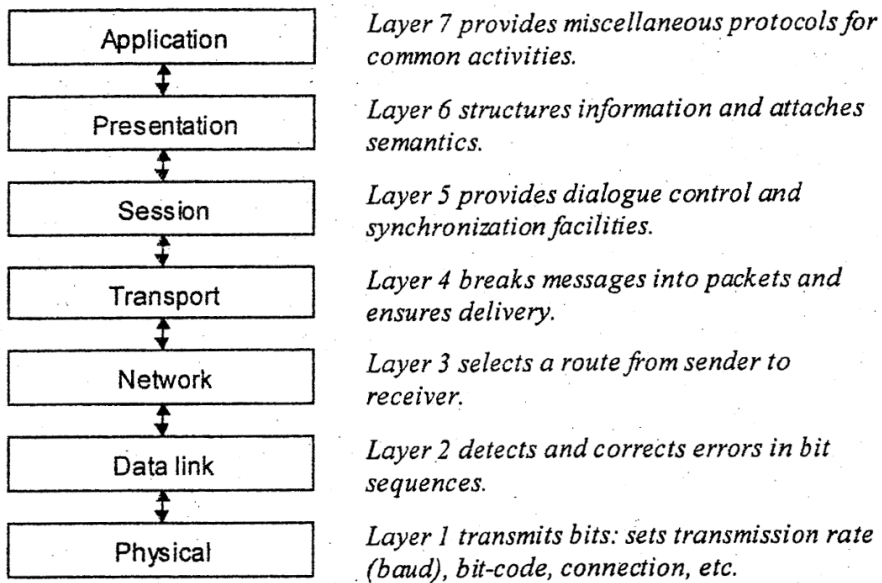 Application
Layer 7 provides miscellaneous protocols for
common activities.
Presentation
Layer 6 structures information and attaches
semantics.
Session
Layer 5 provides dialogue control and
synchronization facilities.
Transport
Layer 4 breaks messages into packets and
ensures delivery.
Network
Layer 3 selects a route from sender to
receiver.
Data link
Layer 2 detects and corrects errors in bit
sequences.
Physical
Layer 1 transmits bits: sets transmission rate
(baud), bit-code, connection, etc.